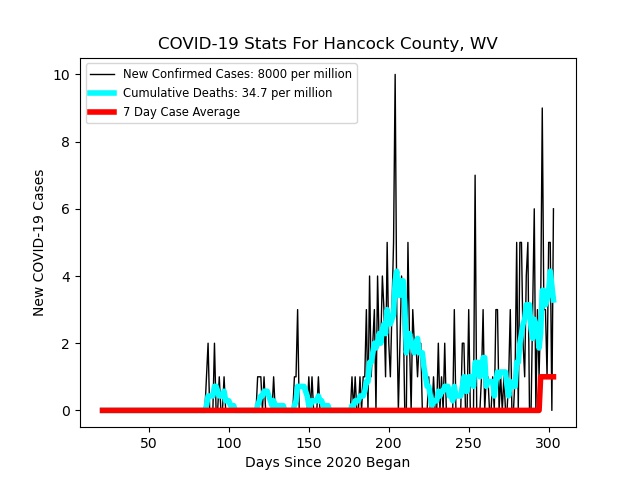 COVID-19 Stats For Hancock County, WV
New Confirmed Cases: 8000 per million
Cumulative Deaths: 34.7 per million
7 Day Case Average
New COVID-19 Cases
10
8
6
4
2
0
50 100 150 200 250 300
Days Since 2020 Began